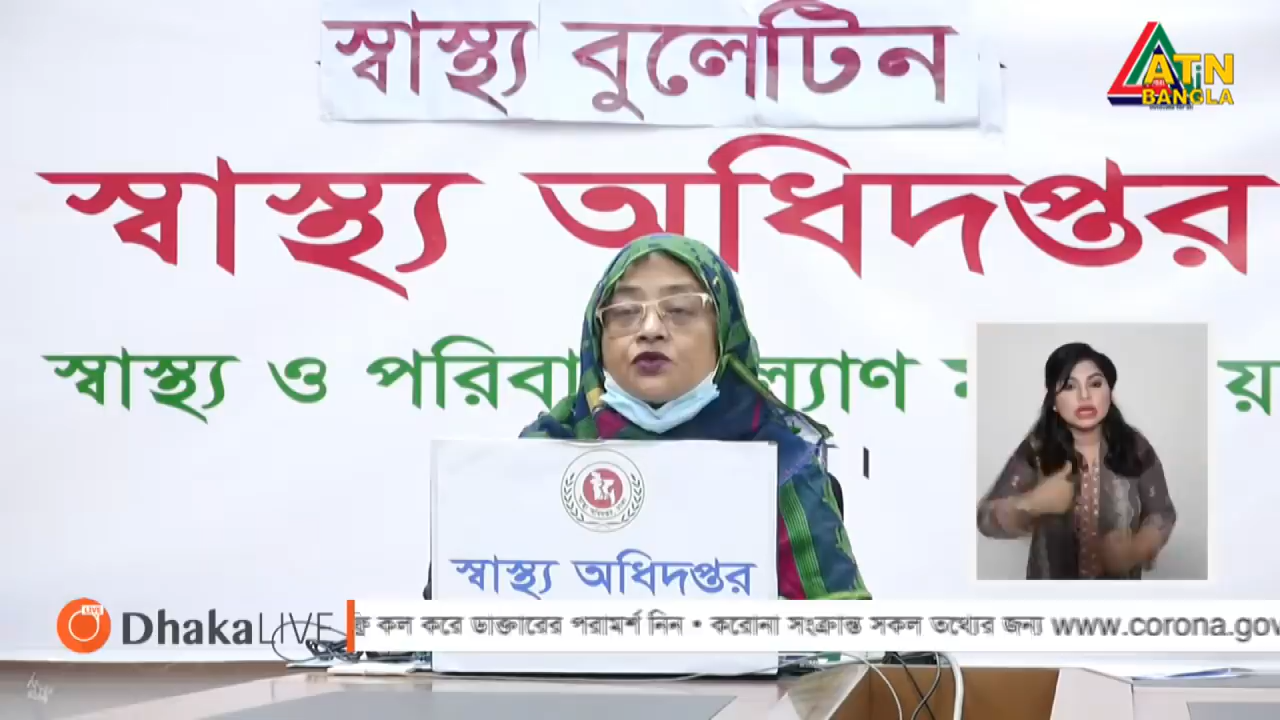 স্বাস্থ্য বুলেটিন
ATN
BANGLA
স্বাস্থ্য অধিদপ্তর
স্বাস্থ্য ও
স্বাস্থ্য অধিদপ্তর
LIVE
DhakaLIVE
কল করে ডাক্তারের পরামর্শ নিন • করোনা সংক্রান্ত সকল তথ্যের জন্য www.corona.gov